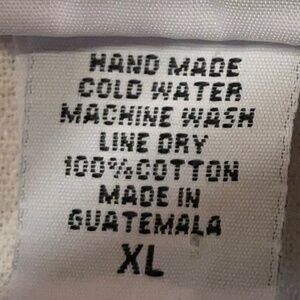 HAND MADE
COLD WATER
MACHINE WASH
LINE DRY
100%COTTON
MADE IN
GUATEMALA
XL